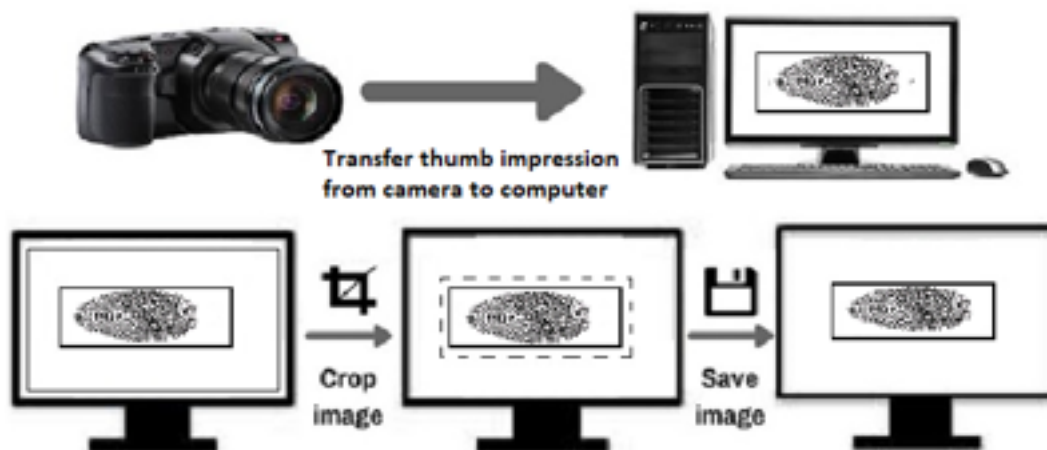 Transfer thumb impression
from camera to computer
Crop
image
Save
image